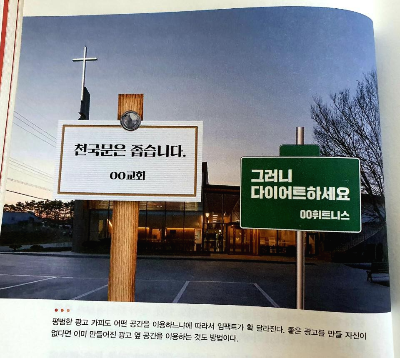 천국문은 좁습니다.
OO교회
그러니
다이어트하세요
OO휘트니스
평범한 광고 카피도 어떤 공간을 이용하느냐에 따라서 임팩트가 확 달라진다. 좋은 광고를 만들 자신이
없다면 이미 만들어진 광고 옆 공간을 이용하는 것도 방법이다.